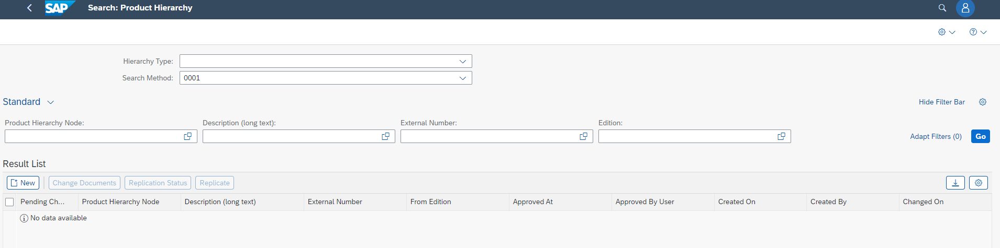 SAP Search: Product Hierarchy
Hierarchy Type:
Search Method: 0001
Standard Hide Filter Bar
Product Hierarchy Node: Description (long text): External Number: Edition:
Adapt Filters (0) Go
Result List
New Change Documents Replication Status Replicate
Pending Ch... Product Hierarchy Node Description (long text) External Number From Edition Approved At Approved By User Created On Created By Changed On
No data available